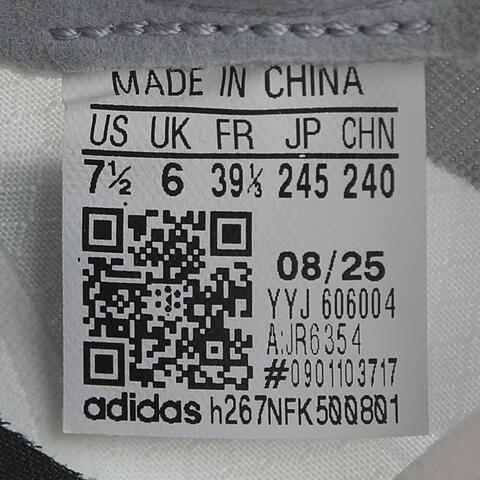 MADE IN CHINA
US UK FR JP CHN
7½ 6 39⅓ 245 240
08/25
YYJ 606004
A:JR6354
#0901103717
adidas h267NFK500801